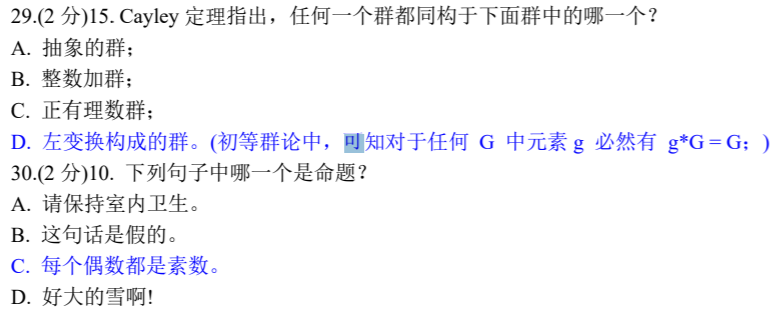 29.(2 分)15. Cayley 定理指出，任何一个群都同构于下面群中的哪一个？
A. 抽象的群；
B. 整数加群；
C. 正有理数群；
D. 左变换构成的群。(初等群论中，可知对于任何 G 中元素 g 必然有 g*G = G；)
30.(2 分)10. 下列句子中哪一个是命题？
A. 请保持室内卫生。
B. 这句话是假的。
C. 每个偶数都是素数。
D. 好大的雪啊!